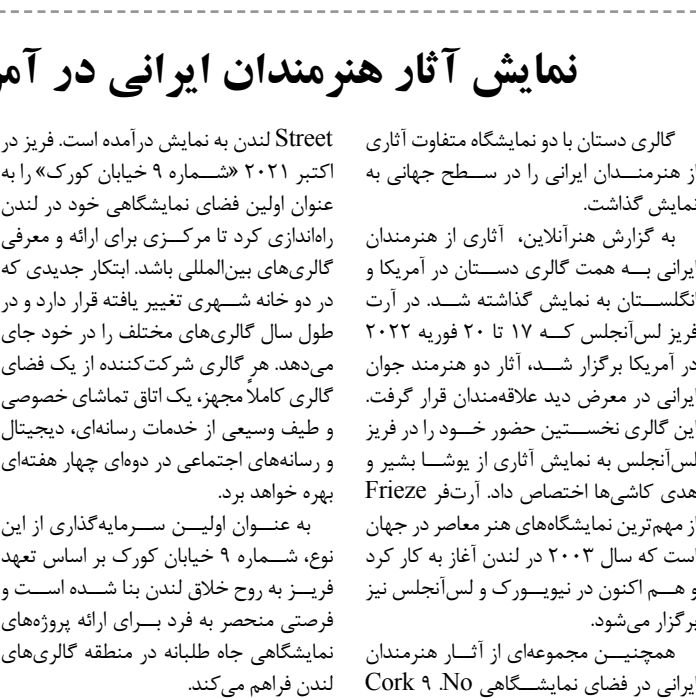 نمایش آثار هنرمندان ایرانی در
گالری دستان با دو نمایشگاه متفاوت آثاری
از هنرمندان ایرانی را در سطح جهانی به
نمایش گذاشت.
به گزارش هنرآنلاین، آثاری از هنرمندان
ایرانی به همت گالری دستان در آمریکا و
انگلستان به نمایش گذاشته شد. در آرت
فریز لس‌آنجلس که ۱۷ تا ۲۰ فوریه ۲۰۲۲
در آمریکا برگزار شد، آثار دو هنرمند جوان
ایرانی در معرض دید علاقه‌مندان قرار گرفت.
این گالری نخستین حضور خود را در فریز
لس‌آنجلس به نمایش آثاری از یوشا بشیر و
هدی کاشی‌ها اختصاص داد. آرت‌فر Frieze
از مهم‌ترین نمایشگاه‌های هنر معاصر در جهان
است که سال ۲۰۰۳ در لندن آغاز به کار کرد
و هم اکنون در نیویورک و لس‌آنجلس نیز
برگزار می‌شود.
همچنین مجموعه‌ای از آثار هنرمندان
ایرانی در فضای نمایشگاهی No. ۹ Cork
Street لندن به نمایش درآمده است. فریز در
اکتبر ۲۰۲۱ «شماره ۹ خیابان کورک» را به
عنوان اولین فضای نمایشگاهی خود در لندن
راه‌اندازی کرد تا مرکزی برای ارائه و معرفی
گالری‌های بین‌المللی باشد. ابتکار جدیدی که
در دو خانه شهری تغییر یافته قرار دارد و در
طول سال گالری‌های مختلف را در خود جای
می‌دهد. هر گالری شرکت‌کننده از یک فضای
گالری کاملاً مجهز، یک اتاق تماشای خصوصی
و طیف وسیعی از خدمات رسانه‌ای، دیجیتال
و رسانه‌های اجتماعی در دوه‌ای چهار هفته‌ای
بهره خواهد برد.
به عنوان اولین سرمایه‌گذاری از این
نوع، شماره ۹ خیابان کورک بر اساس تعهد
فریز به روح خلاق لندن بنا شده است و
فرصتی منحصر به فرد برای ارائه پروژه‌های
نمایشگاهی جاه طلبانه در منطقه گالری‌های
لندن فراهم می‌کند.